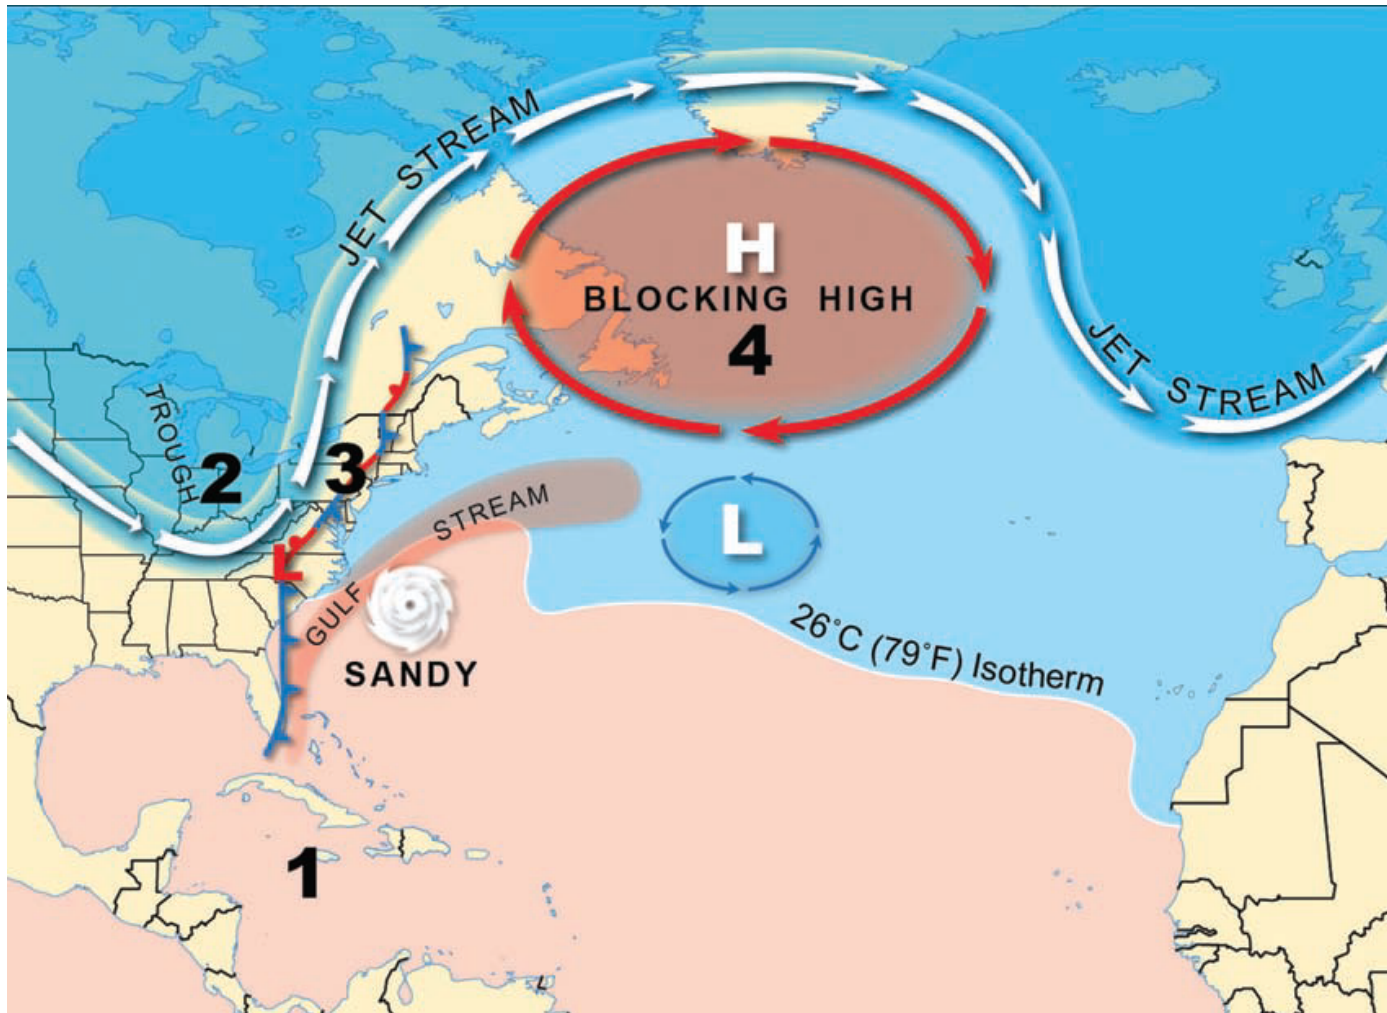 JET STREAM
H
BLOCKING HIGH
4
JET STREAM
TROUGH
2
3
GULF STREAM
L
L
SANDY
26°C (79°F) Isotherm
1